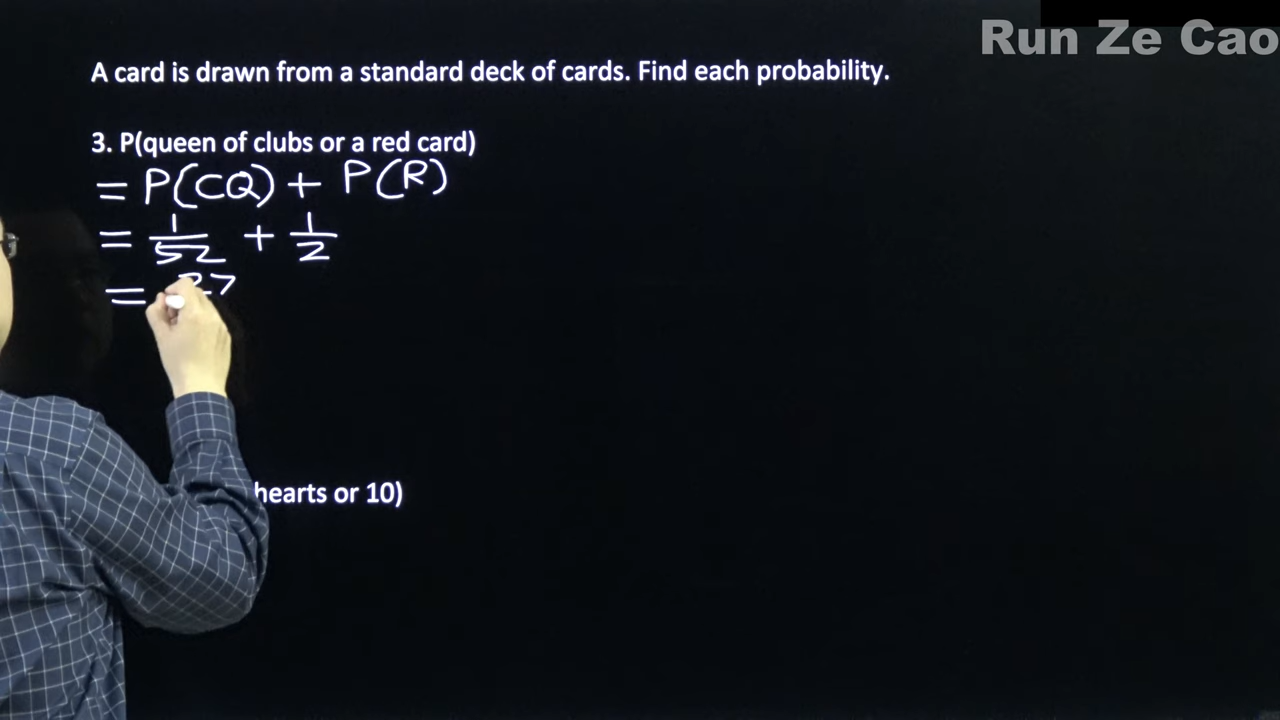 Run Ze Cao
A card is drawn from a standard deck of cards. Find each probability.
3. P(queen of clubs or a red card)
= P(CQ) + P(R)
= 1/52 + 1/2
= 27
hearts or 10)